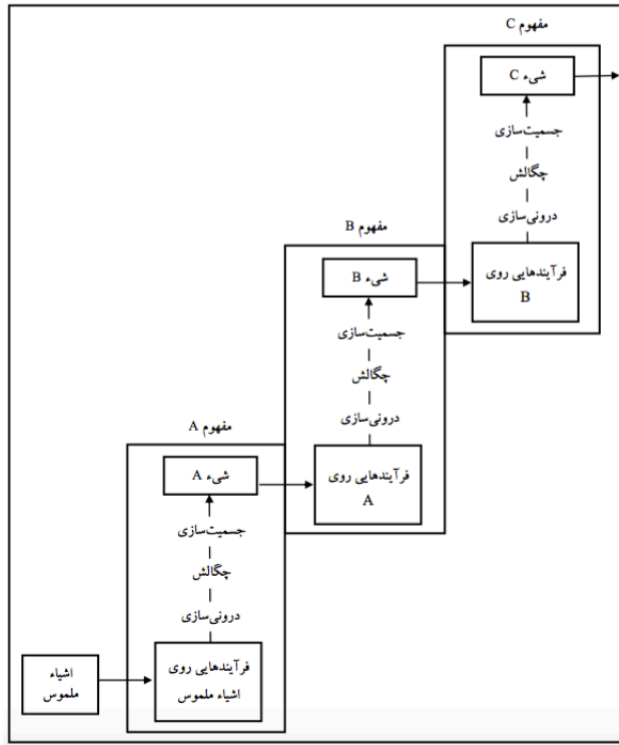 مفهوم C
شیء C
جسمیت‌سازی
چگالش
درونی‌سازی
فرآیندهایی روی
B
مفهوم B
شیء B
جسمیت‌سازی
چگالش
درونی‌سازی
فرآیندهایی روی
A
مفهوم A
شیء A
جسمیت‌سازی
چگالش
درونی‌سازی
فرآیندهایی روی
اشیاء ملموس
اشیاء
ملموس